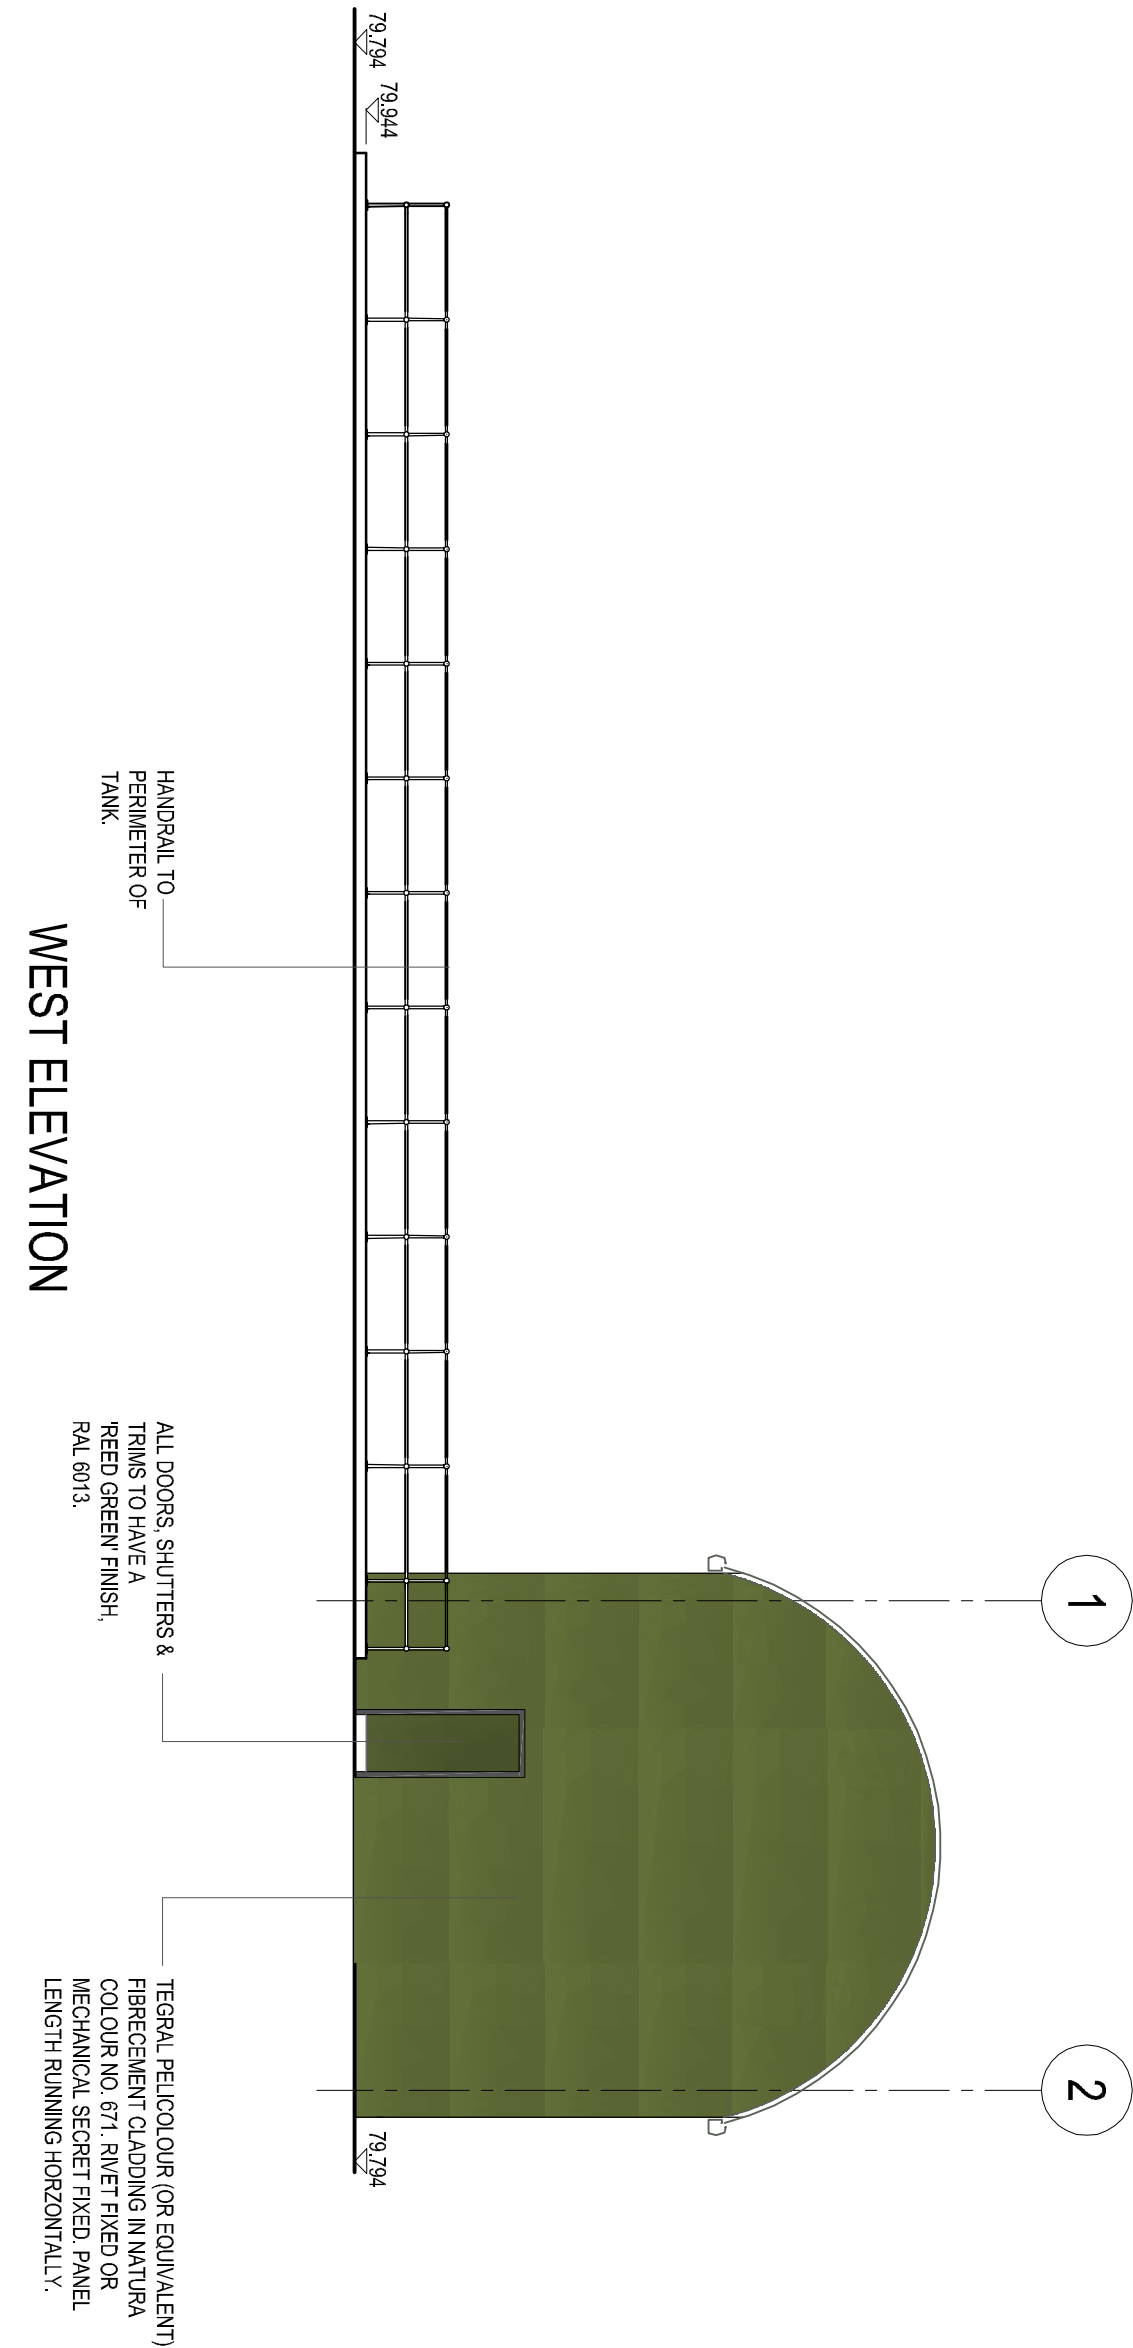 79.794
79.944
1
2
79.794
HANDRAIL TO
PERIMETER OF
TANK.
ALL DOORS, SHUTTERS &
TRIMS TO HAVE A
'REED GREEN' FINISH,
RAL 6013.
TEGRAL PELICOLOUR (OR EQUIVALENT)
FIBRECEMENT CLADDING IN NATURA
COLOUR NO. 671. RIVET FIXED OR
MECHANICAL SECRET FIXED. PANEL
LENGTH RUNNING HORZONTALLY.
WEST ELEVATION